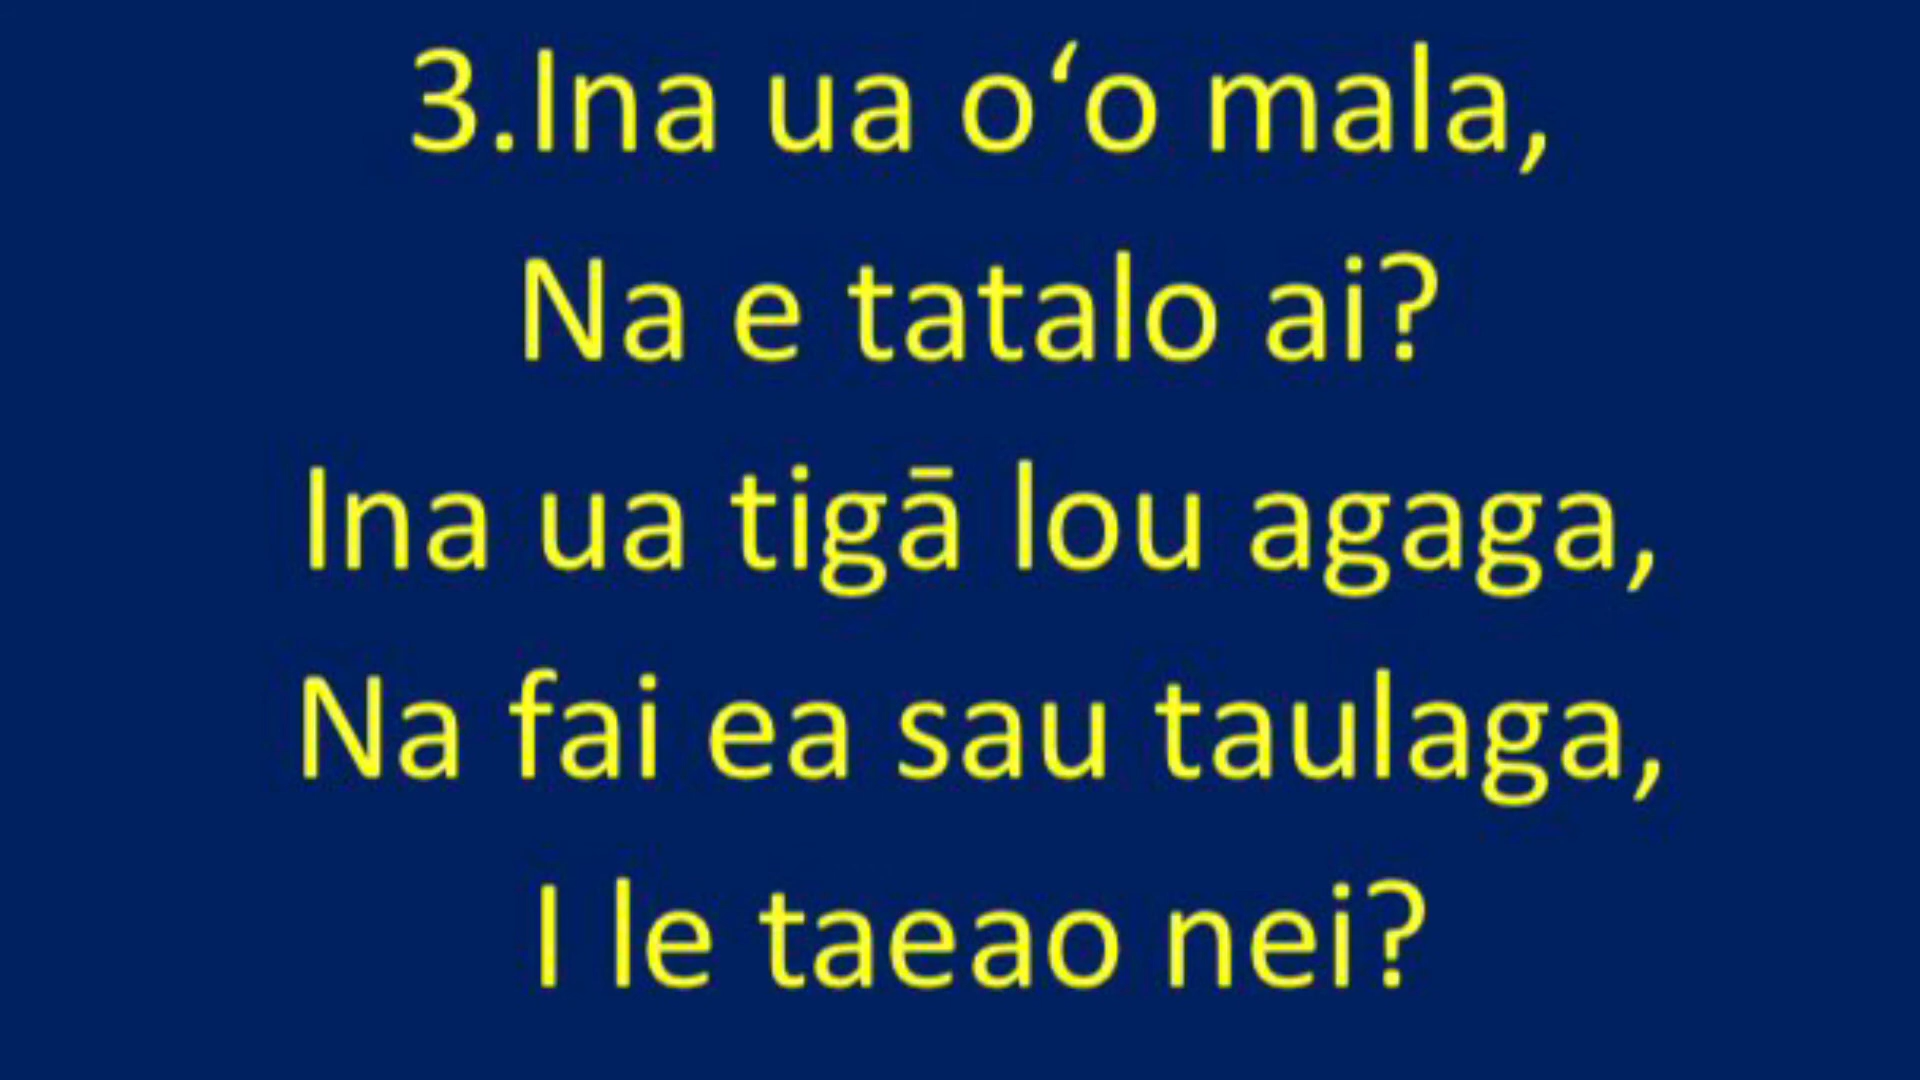 3.Ina ua o‘o mala,
Na e tatalo ai?
Ina ua tigā lou agaga,
Na fai ea sau taulaga,
I le taeao nei?